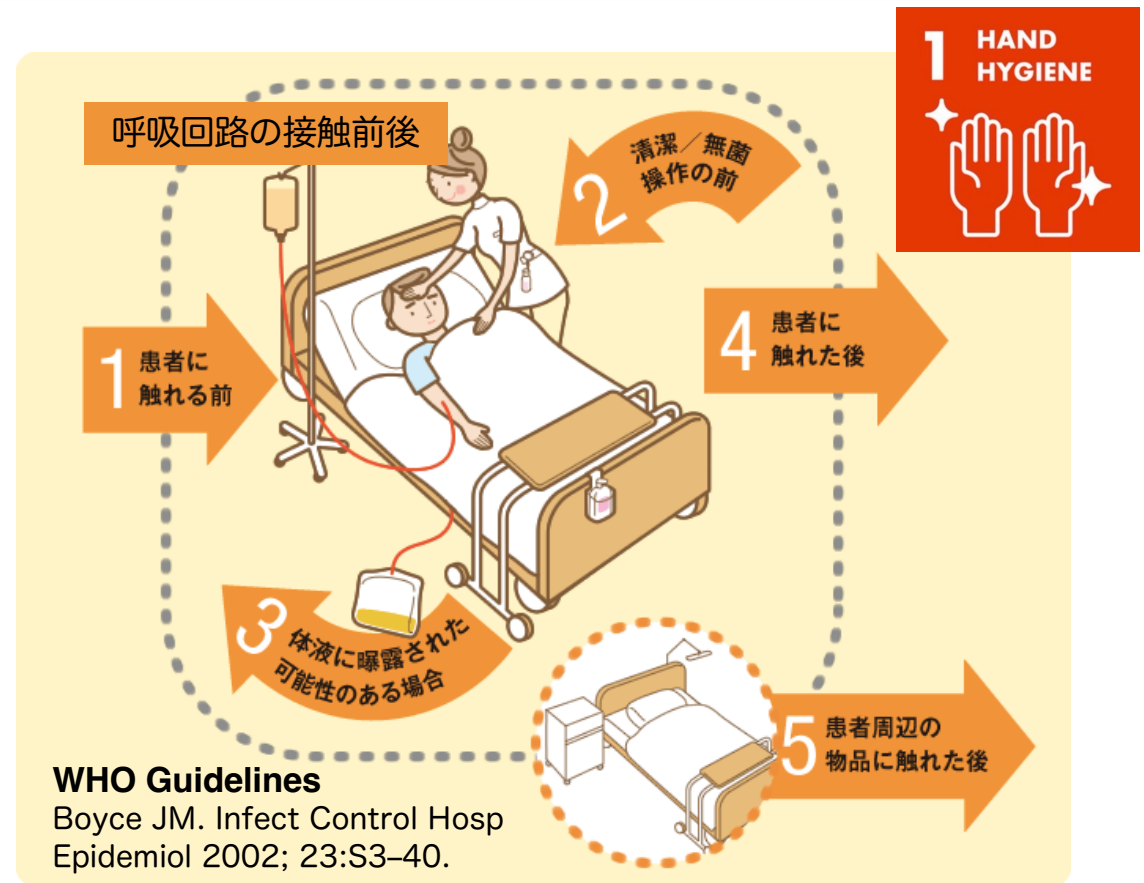 1 HAND
HYGIENE
呼吸回路の接触前後
1 患者に
触れる前
2 清潔／無菌
操作の前
3 体液に曝露された
可能性のある場合
4 患者に
触れた後
5 患者周辺の
物品に触れた後
WHO Guidelines
Boyce JM. Infect Control Hosp
Epidemiol 2002; 23:S3–40.